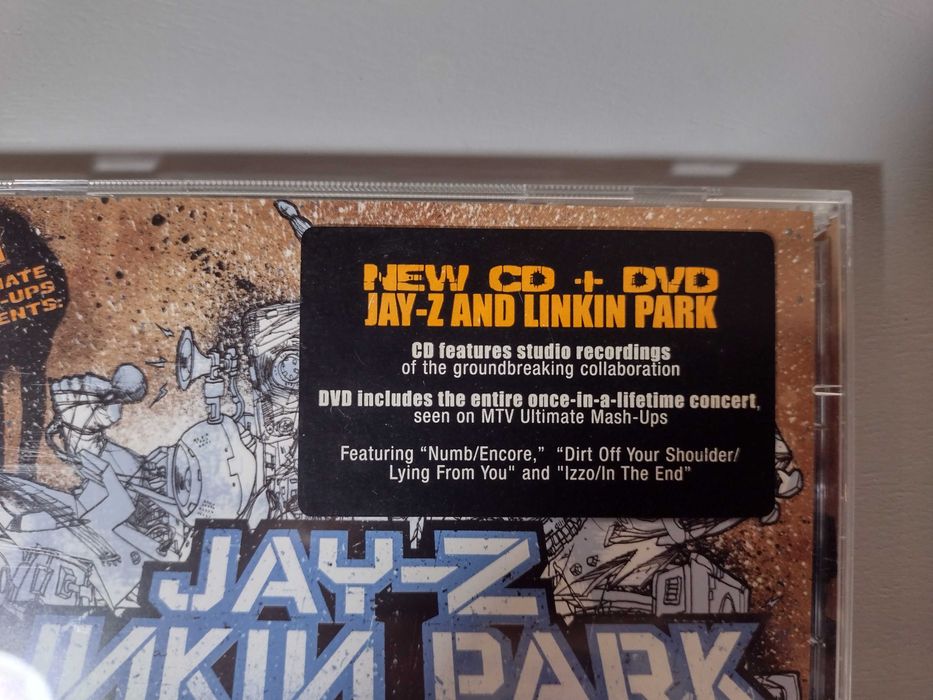 NEW CD + DVD
JAY-Z AND LINKIN PARK
CD features studio recordings
of the groundbreaking collaboration
DVD includes the entire once-in-a-lifetime concert,
seen on MTV Ultimate Mash-Ups
Featuring “Numb/Encore,” “Dirt Off Your Shoulder/
Lying From You" and "Izzo/In The End”
JAY-Z
INKIN PARK